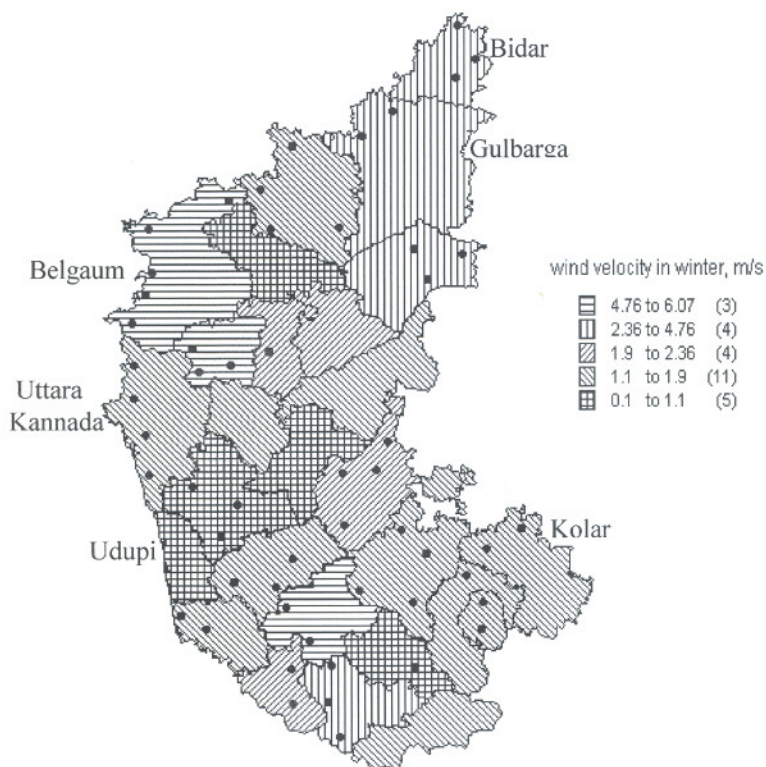 Bidar
Gulbarga
Belgaum
wind velocity in winter, m/s
4.76 to 6.07 (3)
2.36 to 4.76 (4)
1.9 to 2.36 (4)
1.1 to 1.9 (11)
0.1 to 1.1 (5)
Uttara
Kannada
Udupi
Kolar